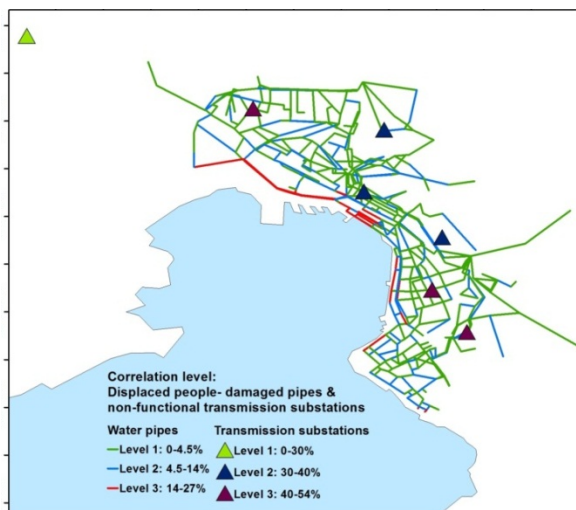 Correlation level:
Displaced people- damaged pipes &
non-functional transmission substations
Water pipes
Level 1: 0-4.5%
Level 2: 4.5-14%
Level 3: 14-27%
Transmission substations
Level 1: 0-30%
Level 2: 30-40%
Level 3: 40-54%